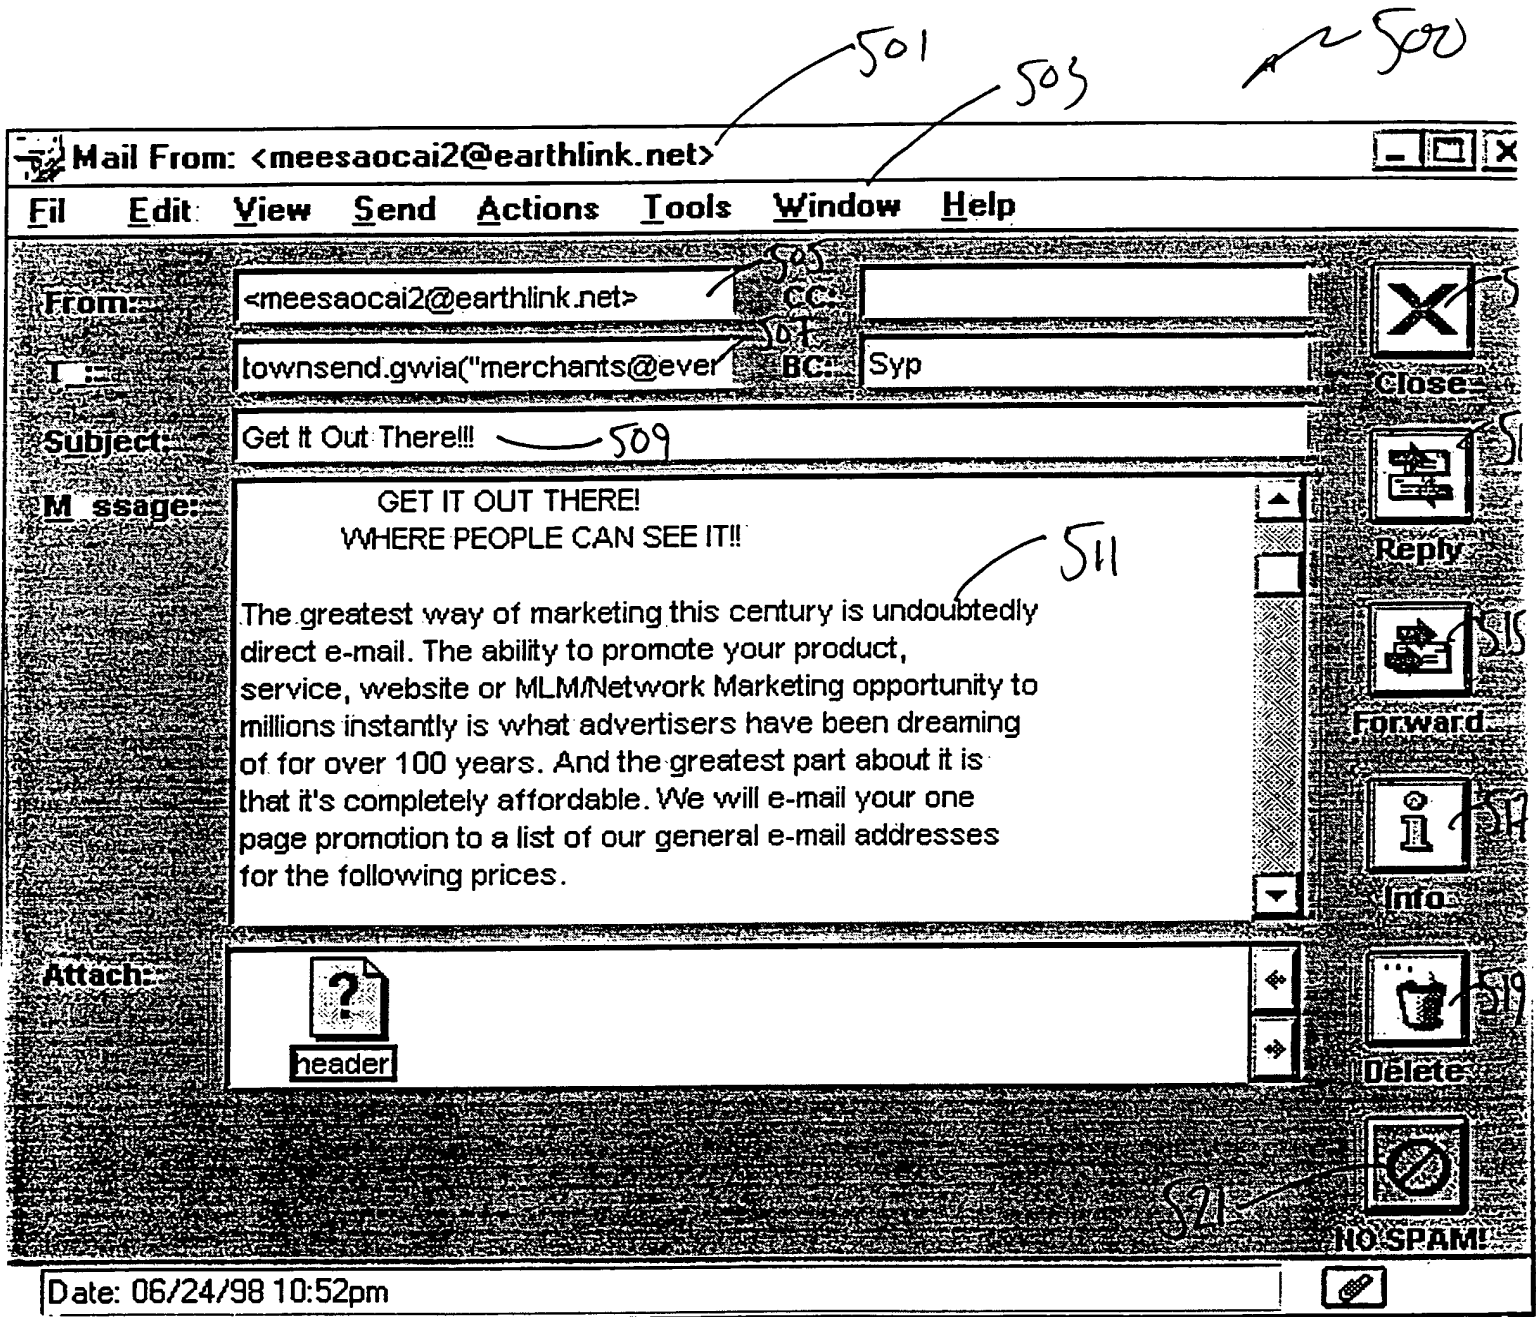 501
503
500
Mail From: <meesaocai2@earthlink.net>
Fil Edit View Send Actions Tools Window Help
From: <meesaocai2@earthlink.net> 505 CC:
T_: townsend.gwia("merchants@ever 507 BC: Syp
Close
Subject: Get It Out There!!! 509
M ssage: GET IT OUT THERE!
WHERE PEOPLE CAN SEE IT!!
511
Reply
The greatest way of marketing this century is undoubtedly
direct e-mail. The ability to promote your product,
service, website or MLM/Network Marketing opportunity to
millions instantly is what advertisers have been dreaming
of for over 100 years. And the greatest part about it is
that it's completely affordable. We will e-mail your one
page promotion to a list of our general e-mail addresses
for the following prices.
515
Forward
517
Info
Attach:
header
519
Delete
521
NO SPAM!
Date: 06/24/98 10:52pm